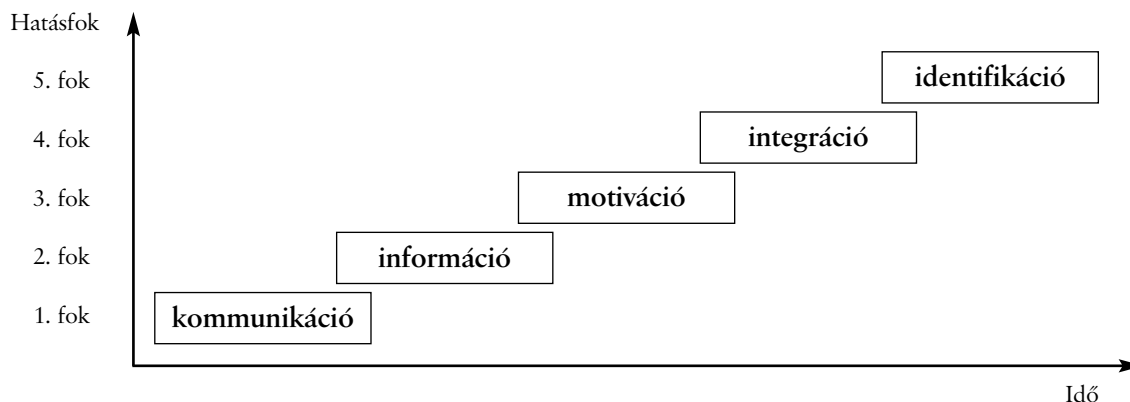 Hatásfok
5. fok
identifikáció
4. fok
integráció
3. fok
motiváció
2. fok
információ
1. fok
kommunikáció
Idő